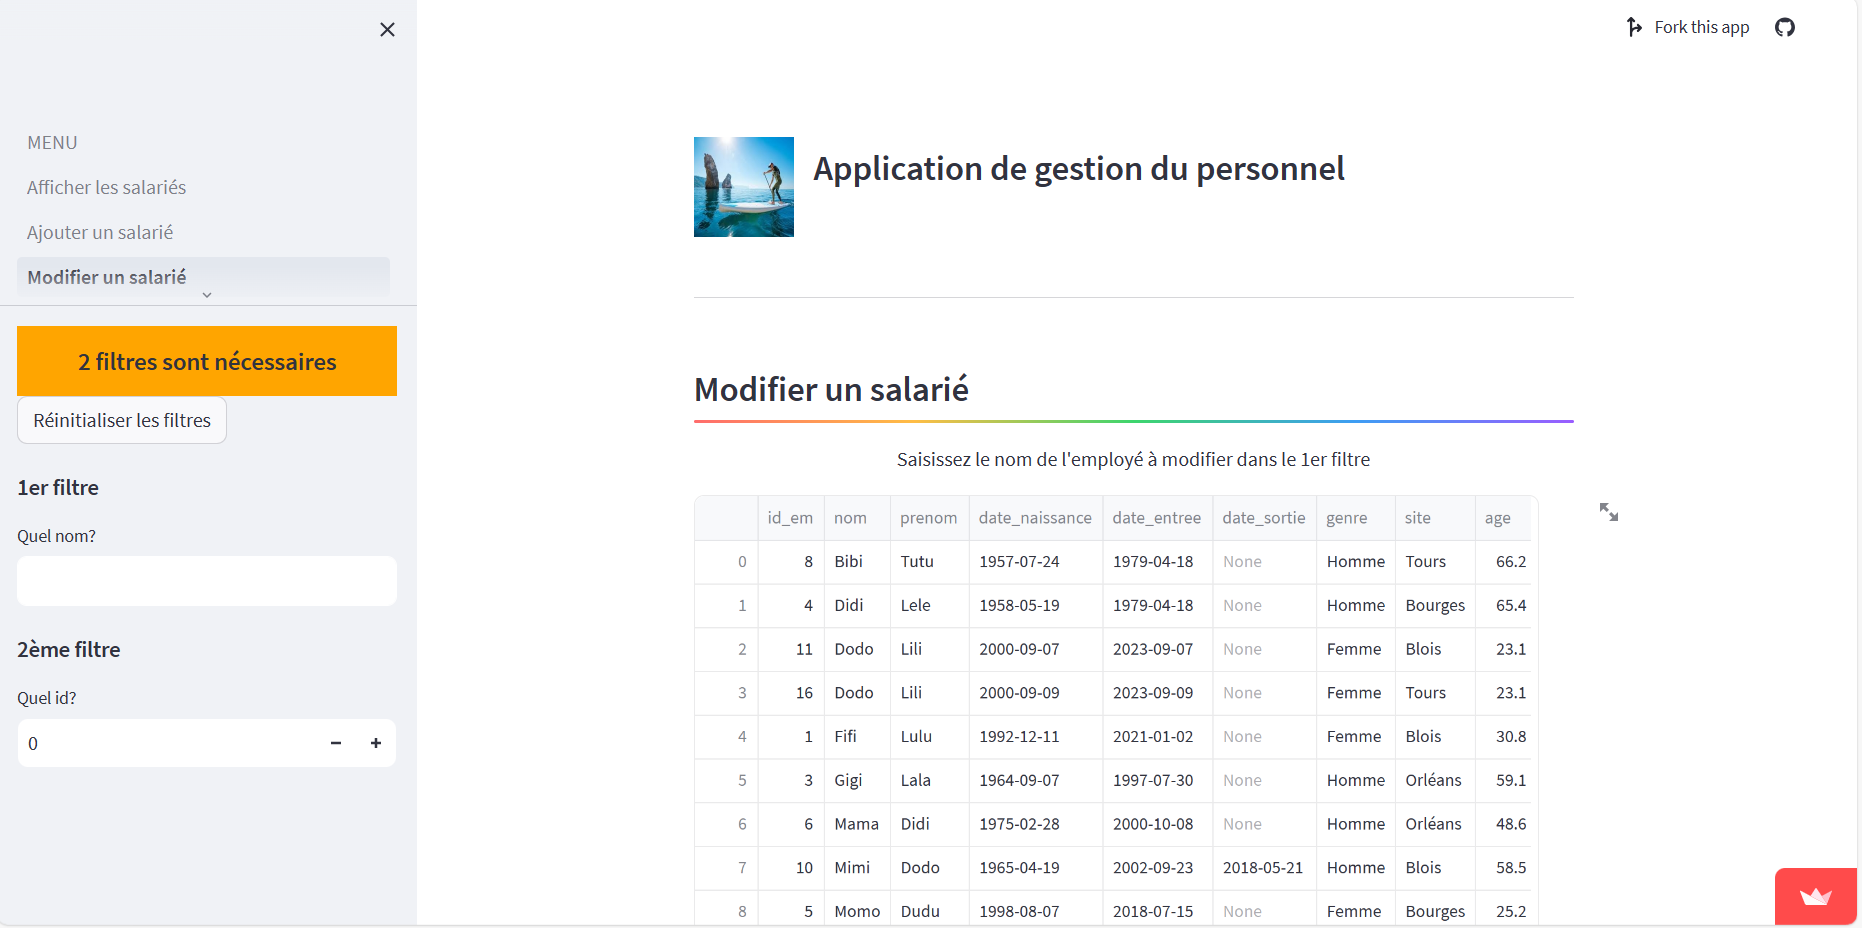 Fork this app
MENU
Afficher les salariés
Ajouter un salarié
Modifier un salarié
2 filtres sont nécessaires
Réinitialiser les filtres
1er filtre
Quel nom?
2ème filtre
Quel id?
0
Application de gestion du personnel
Modifier un salarié
Saisissez le nom de l'employé à modifier dans le 1er filtre
id_em nom prenom date_naissance date_entree date_sortie genre site age
0 8 Bibi Tutu 1957-07-24 1979-04-18 None Homme Tours 66.2
1 4 Didi Lele 1958-05-19 1979-04-18 None Homme Bourges 65.4
2 11 Dodo Lili 2000-09-07 2023-09-07 None Femme Blois 23.1
3 16 Dodo Lili 2000-09-09 2023-09-09 None Femme Tours 23.1
4 1 Fifi Lulu 1992-12-11 2021-01-02 None Femme Blois 30.8
5 3 Gigi Lala 1964-09-07 1997-07-30 None Homme Orléans 59.1
6 6 Mama Didi 1975-02-28 2000-10-08 None Homme Orléans 48.6
7 10 Mimi Dodo 1965-04-19 2002-09-23 2018-05-21 Homme Blois 58.5
8 5 Momo Dudu 1998-08-07 2018-07-15 None Femme Bourges 25.2